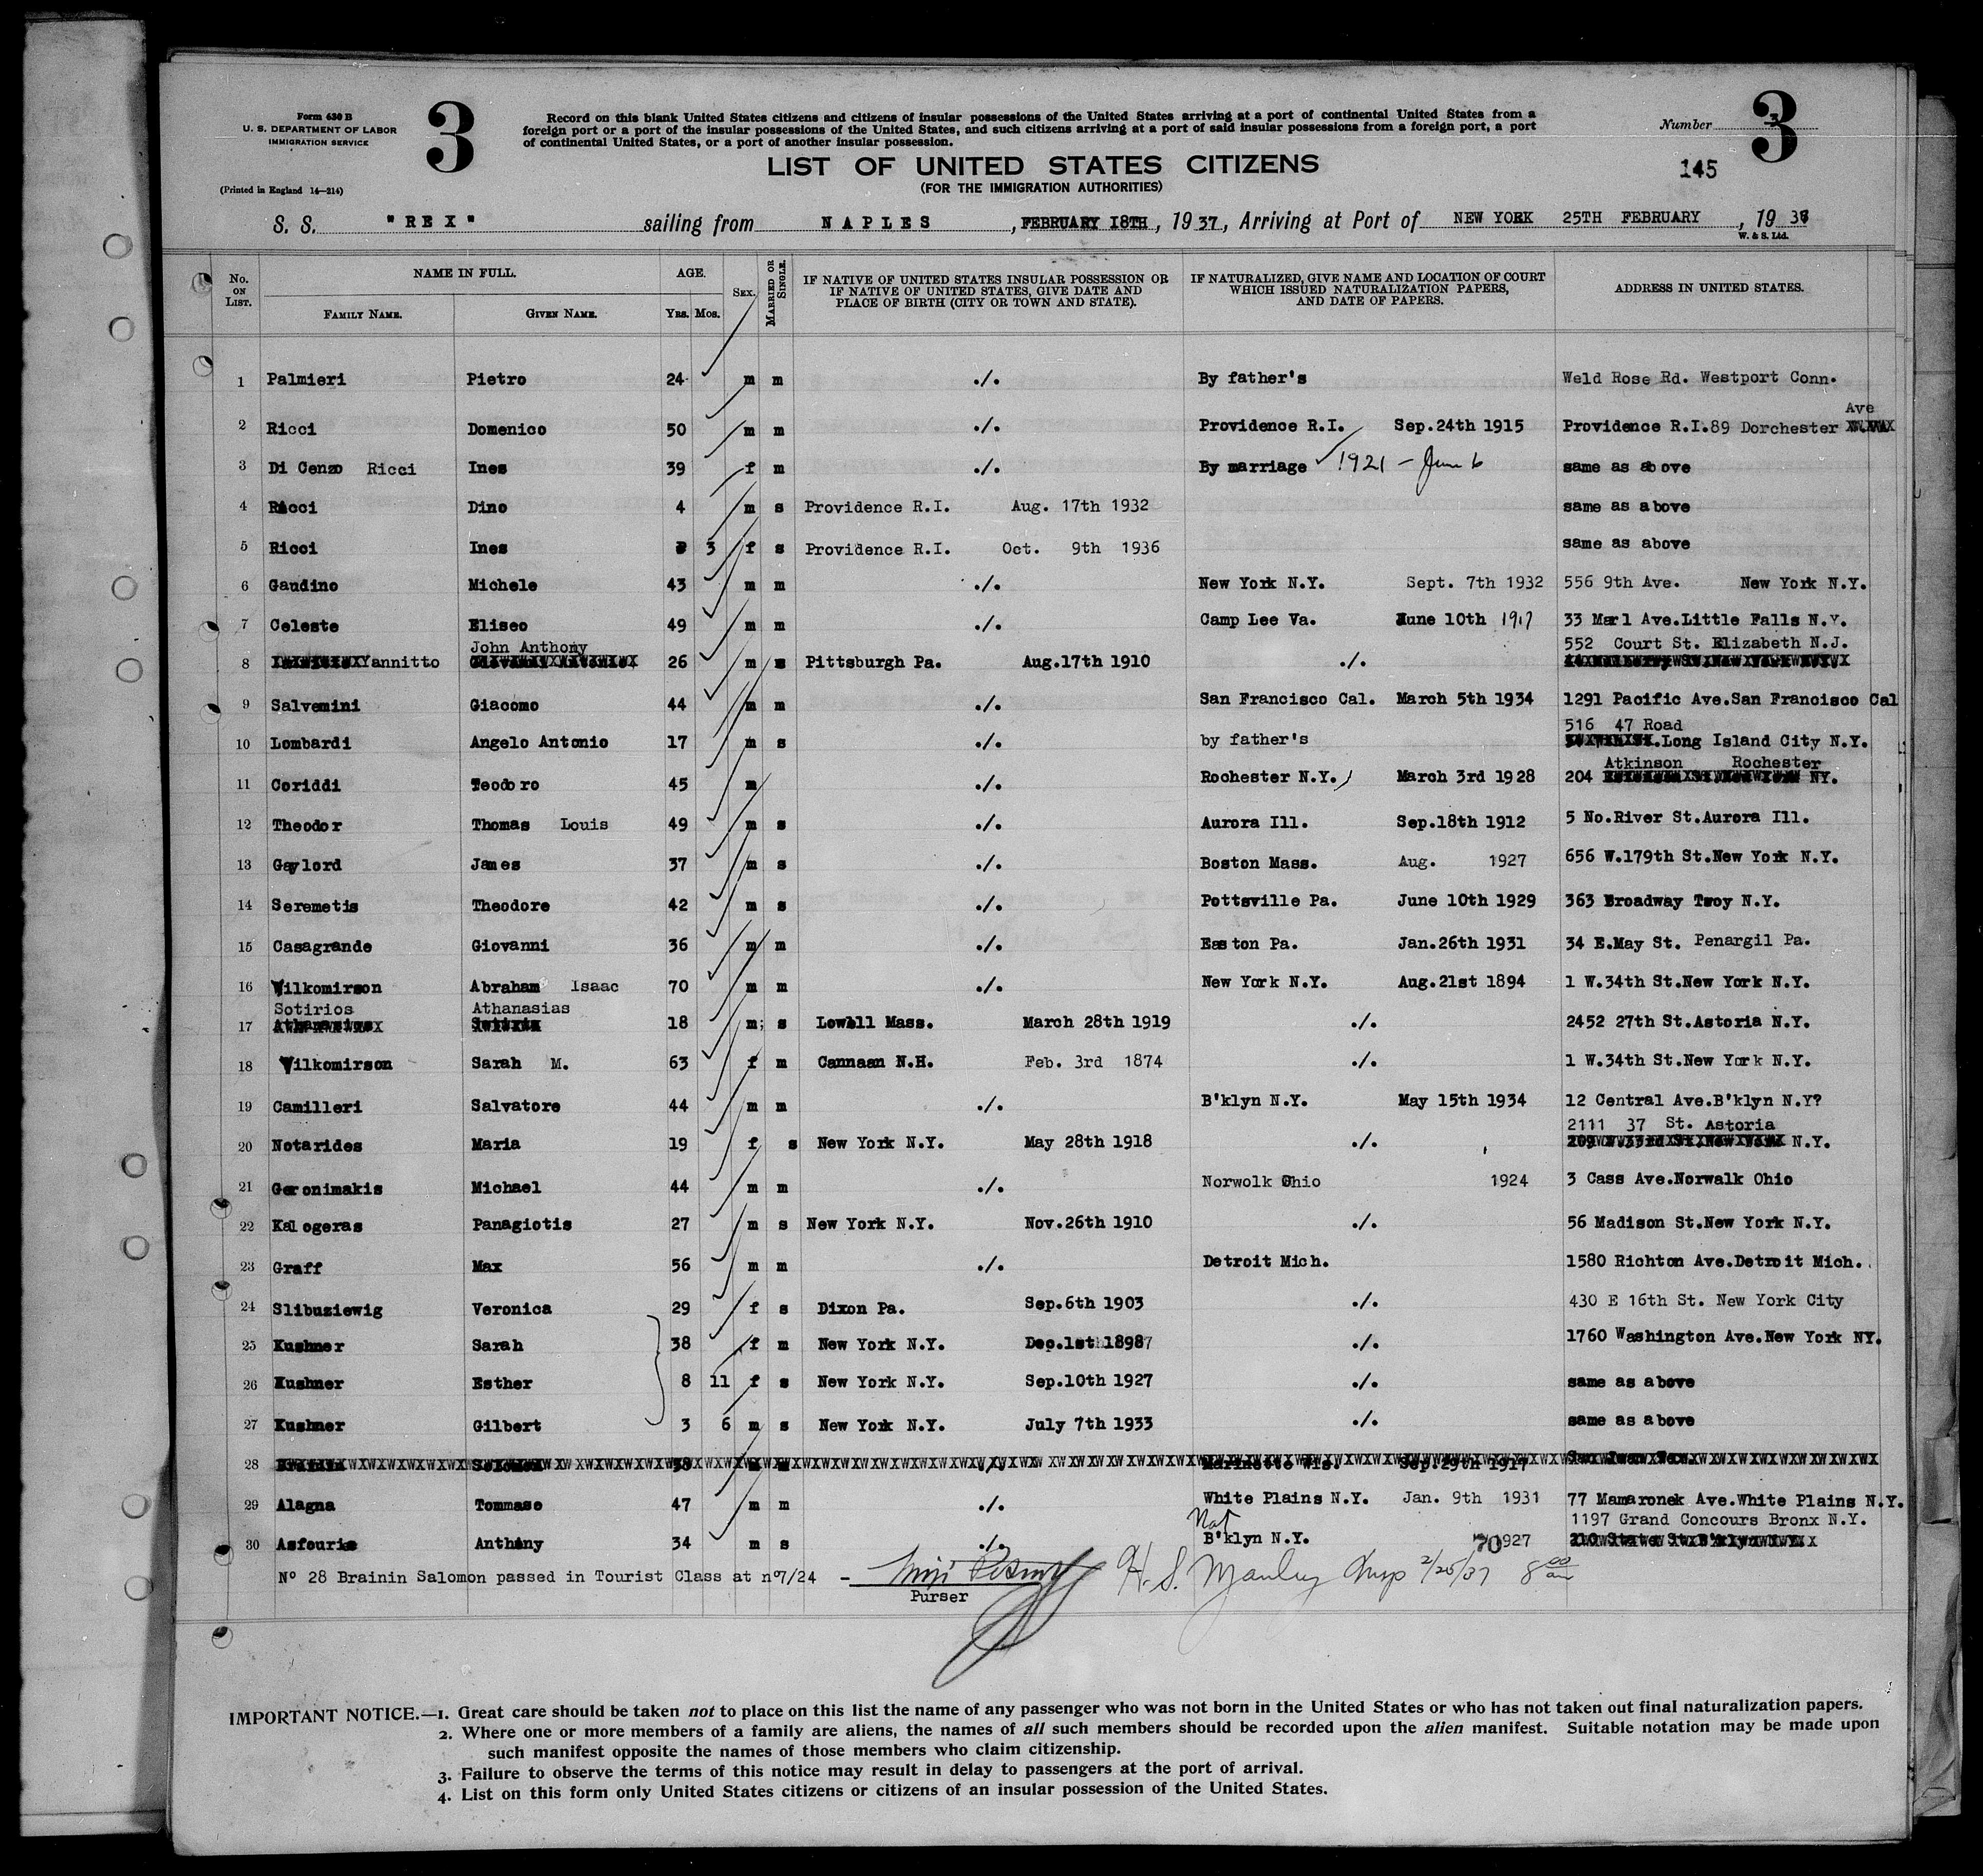 Form 630 B
U. S. DEPARTMENT OF LABOR
IMMIGRATION SERVICE
(Printed in England 14—214)
3
Record on this blank United States citizens and citizens of insular possessions of the United States arriving at a port of continental United States from a
foreign port or a port of the insular possessions of the United States, and such citizens arriving at a port of said insular possessions from a foreign port, a port
of continental United States, or a port of another insular possession.
LIST OF UNITED STATES CITIZENS
(FOR THE IMMIGRATION AUTHORITIES)
Number 3
3
145
S. S. "REX" sailing from NAPLES, FEBRUARY 18TH, 1937, Arriving at Port of NEW YORK 25TH FEBRUARY, 1937
W. & S. Ltd.
No. ON LIST. NAME IN FULL. FAMILY NAME. GIVEN NAME. AGE. YRS. MOS. SEX. MARRIED OR SINGLE. IF NATIVE OF UNITED STATES INSULAR POSSESSION OR IF NATIVE OF UNITED STATES, GIVE DATE AND PLACE OF BIRTH (CITY OR TOWN AND STATE). IF NATURALIZED, GIVE NAME AND LOCATION OF COURT WHICH ISSUED NATURALIZATION PAPERS, AND DATE OF PAPERS. ADDRESS IN UNITED STATES.
1 Palmieri Pietro 24 m m ./. By father's Weld Rose Rd. Westport Conn.
Ave
2 Ricci Domenico 50 m m ./. Providence R.I. Sep.24th 1915 Providence R.I.89 Dorchester
3 Di Cenzo Ricci Ines 39 f m ./. By marriage 1921 - June 6 same as above
4 Ricci Dino 4 m s Providence R.I. Aug. 17th 1932 same as above
5 Ricci Ines 3 f s Providence R.I. Oct. 9th 1936 same as above
6 Gaudino Michele 43 m m ./. New York N.Y. Sept. 7th 1932 556 9th Ave. New York N.Y.
7 Celeste Eliseo 49 m m ./. Camp Lee Va. June 10th 1917 33 Marl Ave.Little Falls N.Y.
John Anthony 552 Court St. Elizabeth N.J.
8 Yannitto 26 m s Pittsburgh Pa. Aug.17th 1910 ./.
9 Salvemini Giacomo 44 m m ./. San Francisco Cal. March 5th 1934 1291 Pacific Ave.San Francisco Cal
516 47 Road
10 Lombardi Angelo Antonio 17 m s ./. by father's Long Island City N.Y.
Atkinson Rochester
11 Coriddi Teodoro 45 m ./. Rochester N.Y. March 3rd 1928 204 NY.
12 Theodor Thomas Louis 49 m s ./. Aurora Ill. Sep.18th 1912 5 No.River St.Aurora Ill.
13 Gaylord James 37 m s ./. Boston Mass. Aug. 1927 656 W.179th St.New York N.Y.
14 Seremetis Theodore 42 m s ./. Pottsville Pa. June 10th 1929 363 Broadway Troy N.Y.
15 Casagrande Giovanni 36 m m ./. Easton Pa. Jan.26th 1931 34 E.May St. Penargil Pa.
16 Vilkomirson Abraham Isaac 70 m m ./. New York N.Y. Aug.21st 1894 1 W.34th St.New York N.Y.
Sotirios Athanasias
17 18 m; s Lowell Mass. March 28th 1919 ./. 2452 27th St.Astoria N.Y.
18 Vilkomirson Sarah M. 63 f m Cannaan N.H. Feb. 3rd 1874 ./. 1 W.34th St.New York N.Y.
19 Camilleri Salvatore 44 m m ./. B'klyn N.Y. May 15th 1934 12 Central Ave.B'klyn N.Y?
2111 37 St. Astoria
20 Notarides Maria 19 f s New York N.Y. May 28th 1918 ./. N.Y.
21 Geronimakis Michael 44 m m ./. Norwolk Ohio 1924 3 Cass Ave.Norwalk Ohio
22 Kalogeras Panagiotis 27 m s New York N.Y. Nov.26th 1910 ./. 56 Madison St.New York N.Y.
23 Graff Max 56 m m ./. Detroit Mich. 1580 Richton Ave.Detroit Mich.
24 Slibuziewig Veronica 29 f s Dixon Pa. Sep.6th 1903 ./. 430 E 16th St. New York City
25 Kushner Sarah 38 f m New York N.Y. Dec.1st 1898 ./. 1760 Washington Ave.New York NY.
26 Kushner Esther 8 11 f s New York N.Y. Sep.10th 1927 ./. same as above
27 Kushner Gilbert 3 6 m s New York N.Y. July 7th 1933 ./. same as above
28 Brainin Solomon 38 ./. Marinette Wis. Sep.29th 1917
29 Alagna Tommaso 47 m m ./. White Plains N.Y. Jan. 9th 1931 77 Mamaronek Ave.White Plains N.Y.
Nat 1197 Grand Concours Bronx N.Y.
30 Asfouris Anthony 34 m s ./. B'klyn N.Y. 1927 210 State St.B'klyn N.Y.
70
N° 28 Brainin Salomon passed in Tourist Class at n°7/24 -
Purser
H. S. Manley Insp 2/25/37 8 00 am
IMPORTANT NOTICE.—1. Great care should be taken not to place on this list the name of any passenger who was not born in the United States or who has not taken out final naturalization papers.
2. Where one or more members of a family are aliens, the names of all such members should be recorded upon the alien manifest. Suitable notation may be made upon
such manifest opposite the names of those members who claim citizenship.
3. Failure to observe the terms of this notice may result in delay to passengers at the port of arrival.
4. List on this form only United States citizens or citizens of an insular possession of the United States.